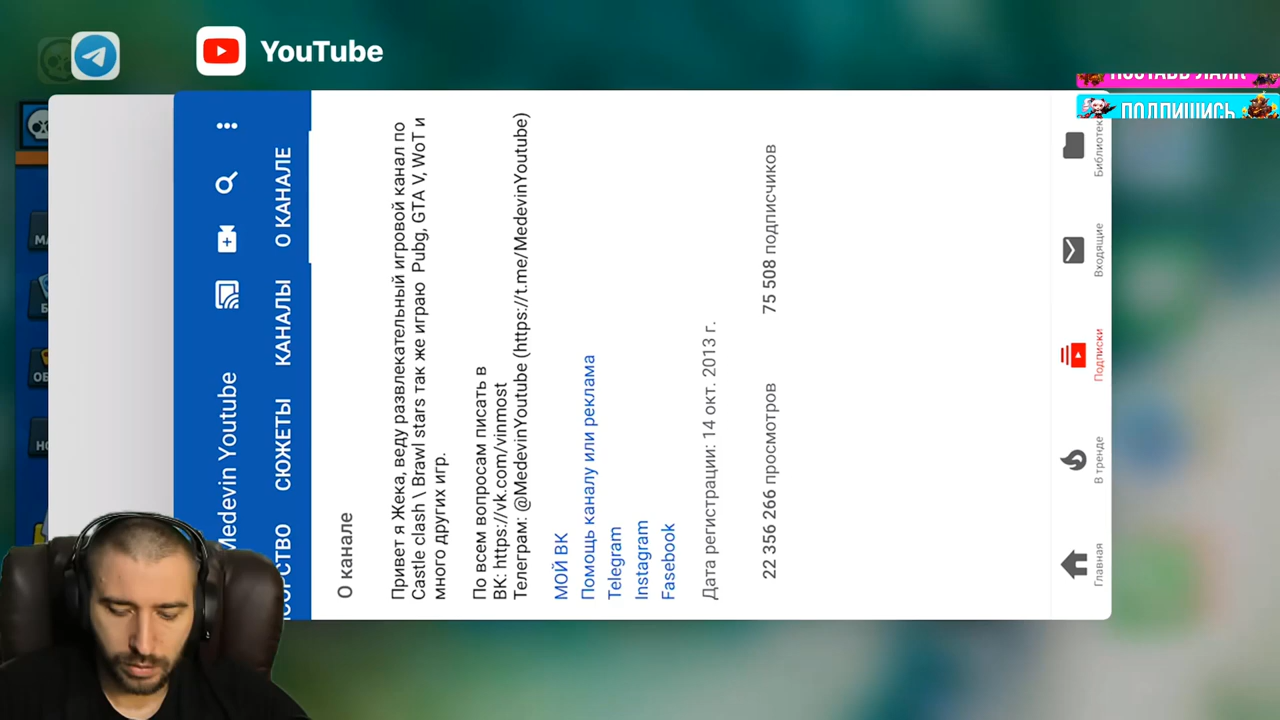 YouTube
ПОСТАВЬ ЛАЙК
ПОДПИШИСЬ
Medevin Youtube
СЮЖЕТЫ
КАНАЛЫ
О КАНАЛЕ
О канале
Привет я Жека, веду развлекательный игровой канал по
Castle clash \ Brawl stars так же играю Pubg, GTA V, WoT и
много других игр.
По всем вопросам писать в
ВК: https://vk.com/vinmost
Телеграм: @MedevinYoutube (https://t.me/MedevinYoutube)
МОЙ ВК
Помощь каналу или реклама
Telegram
Instagram
Fasebook
Дата регистрации: 14 окт. 2013 г.
22 356 266 просмотров
75 508 подписчиков
Главная
В тренде
Подписки
Входящие
Библиотека